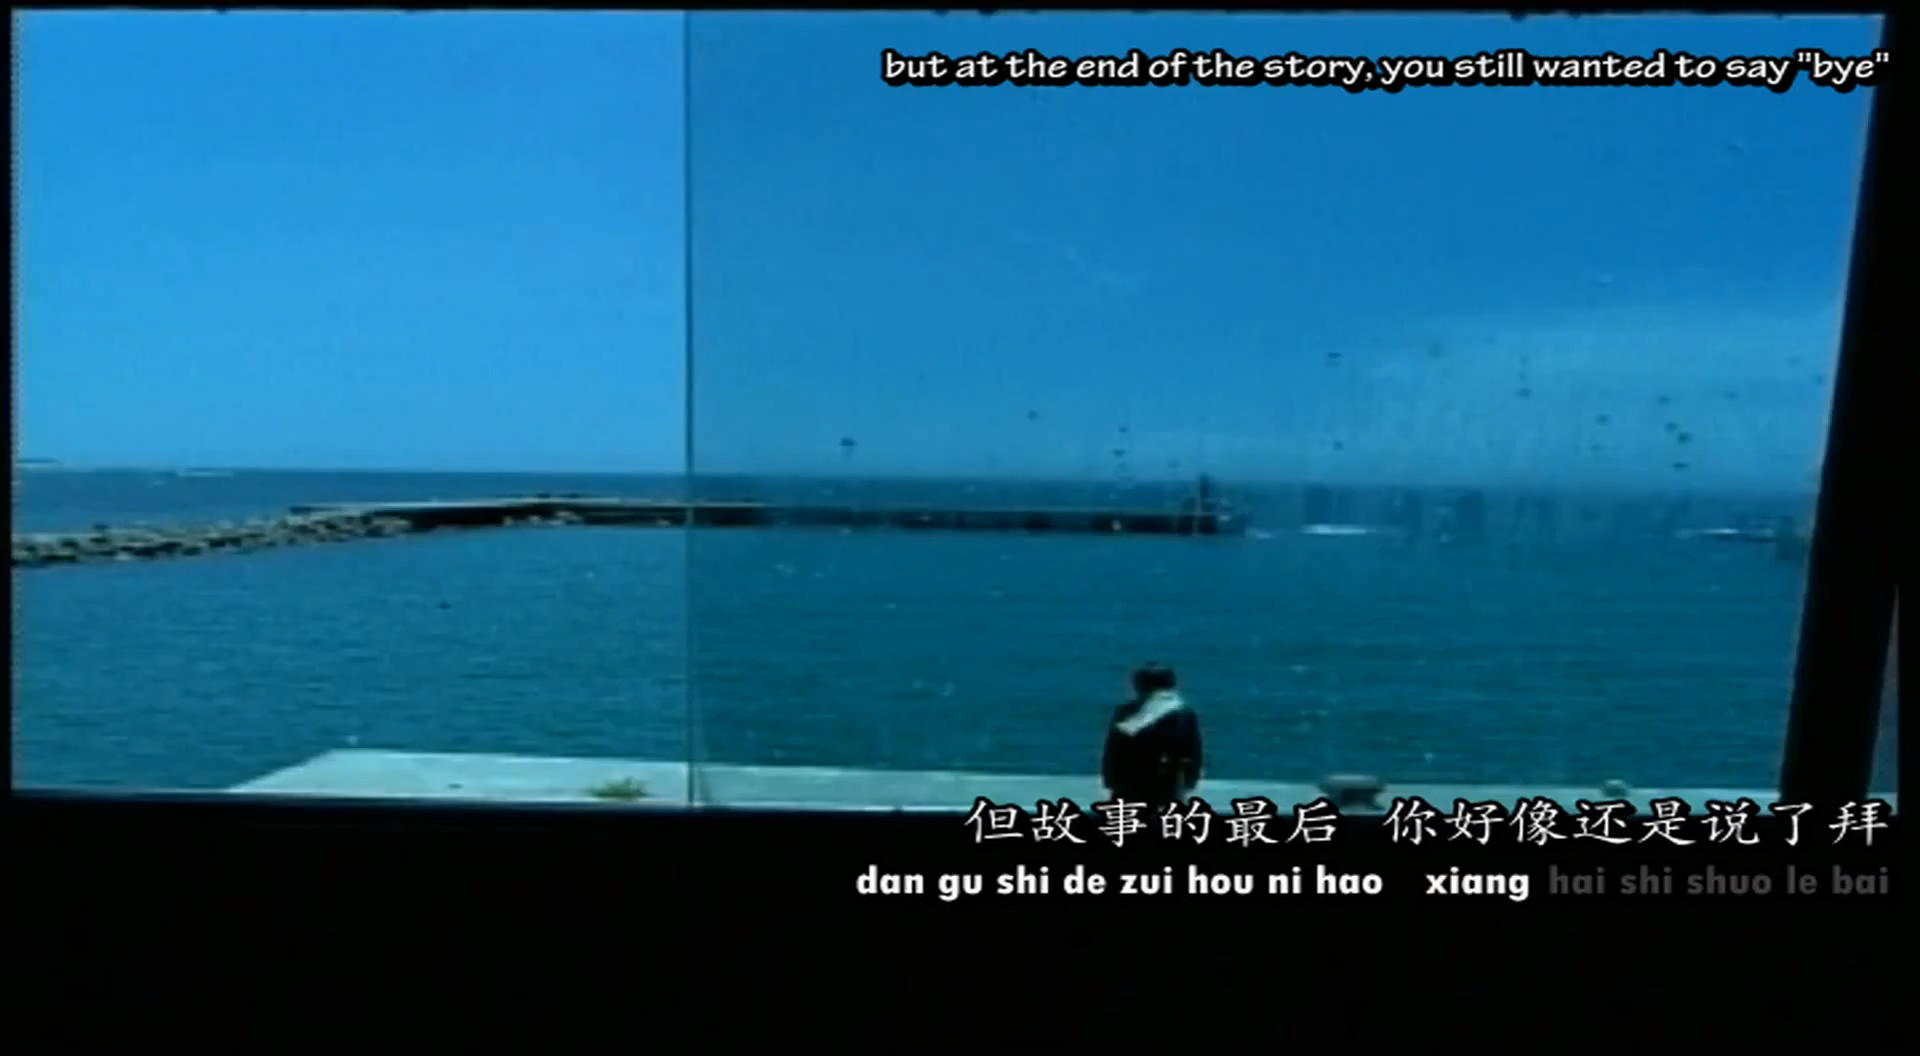 but at the end of the story, you still wanted to say "bye"
但故事的最后 你好像还是说了拜
dan gu shi de zui hou ni hao xiang hai shi shuo le bai